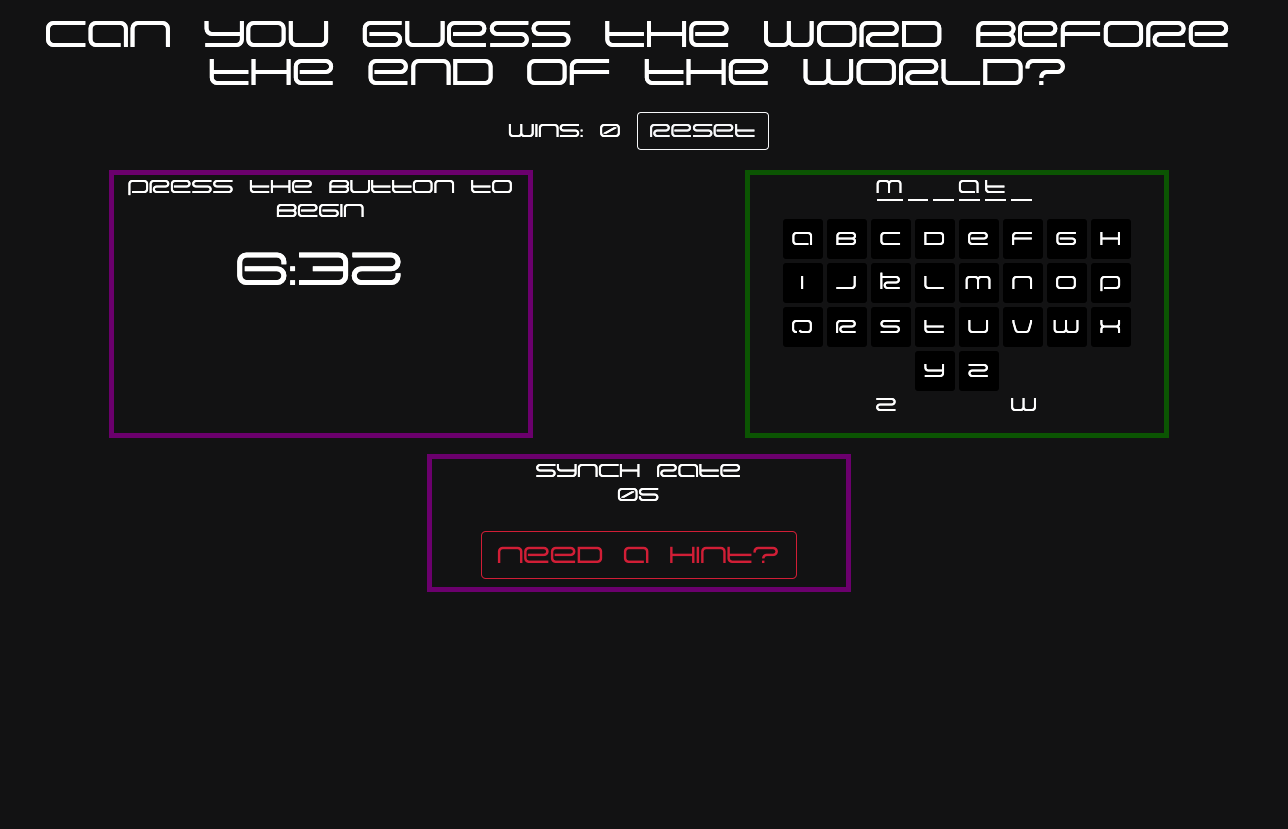 CAN YOU GUESS THE WORD BEFORE
THE END OF THE WORLD?
WINS: 0 RESET
PRESS THE BUTTON TO
BEGIN
6:32
M _ _ A T _
A B C D E F G H
I J K L M N O P
Q R S T U V W X
Y Z
Z W
SYNCH RATE
05
NEED A HINT?